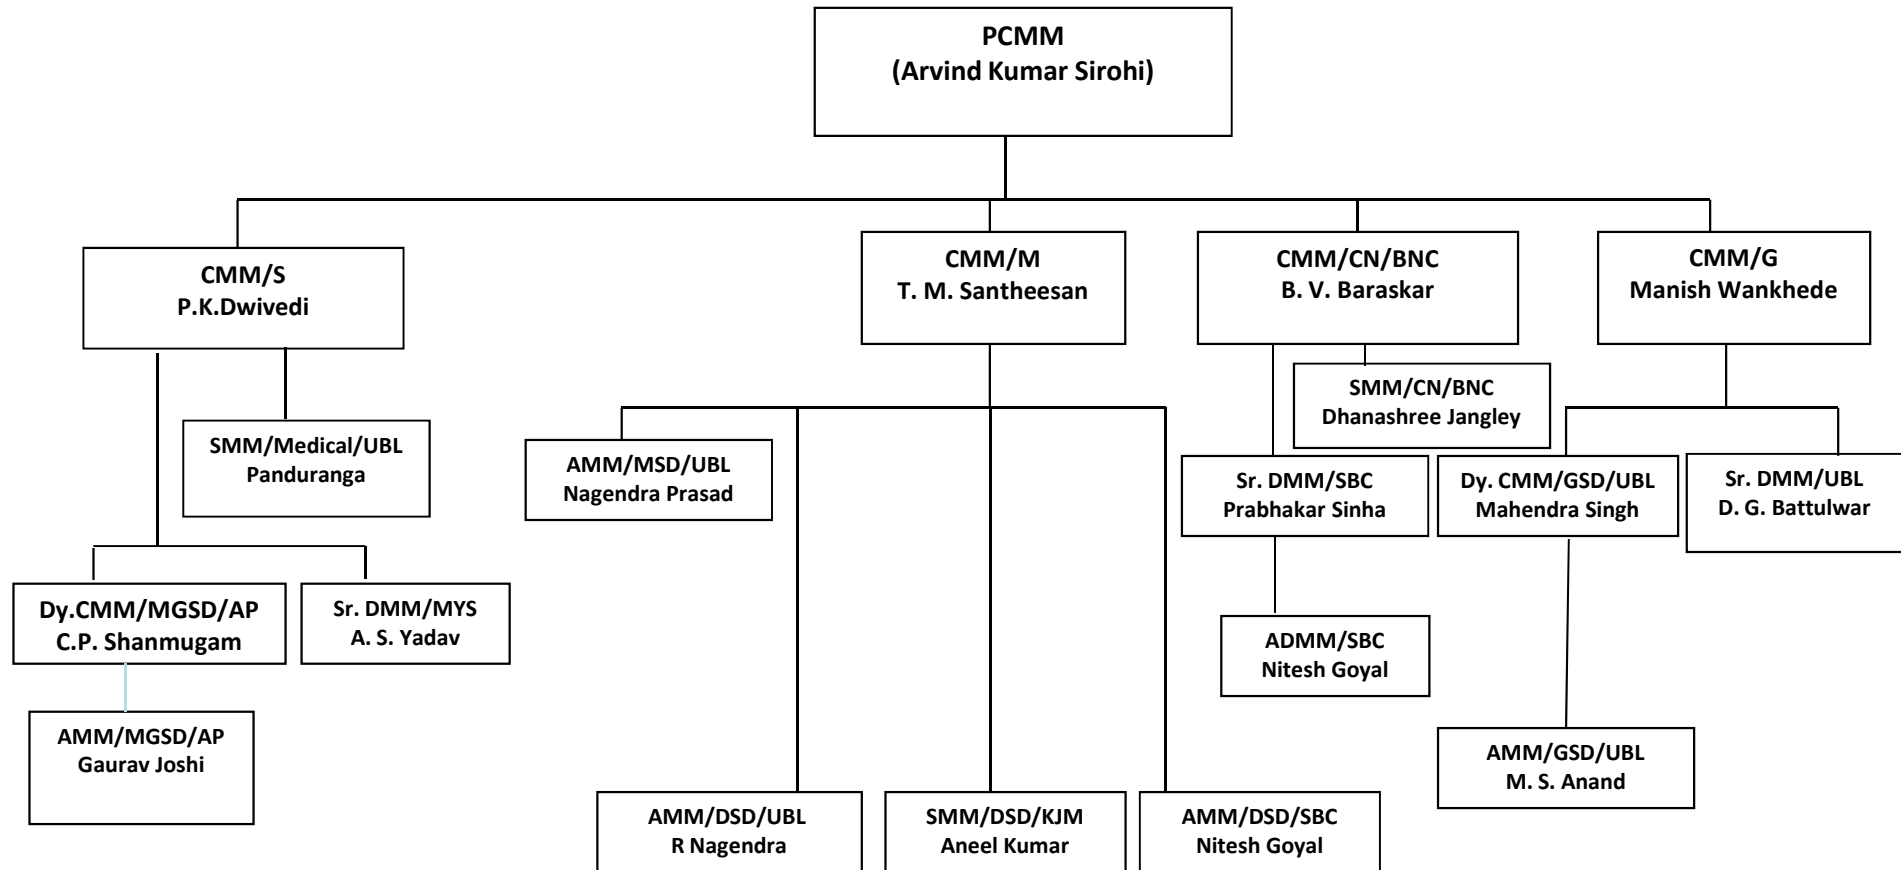 PCMM
(Arvind Kumar Sirohi)
CMM/S
P.K.Dwivedi
CMM/M
T. M. Santheesan
CMM/CN/BNC
B. V. Baraskar
CMM/G
Manish Wankhede
SMM/CN/BNC
Dhanashree Jangley
SMM/Medical/UBL
Panduranga
AMM/MSD/UBL
Nagendra Prasad
Sr. DMM/SBC
Prabhakar Sinha
Dy. CMM/GSD/UBL
Mahendra Singh
Sr. DMM/UBL
D. G. Battulwar
Dy.CMM/MGSD/AP
C.P. Shanmugam
Sr. DMM/MYS
A. S. Yadav
ADMM/SBC
Nitesh Goyal
AMM/MGSD/AP
Gaurav Joshi
AMM/GSD/UBL
M. S. Anand
AMM/DSD/UBL
R Nagendra
SMM/DSD/KJM
Aneel Kumar
AMM/DSD/SBC
Nitesh Goyal